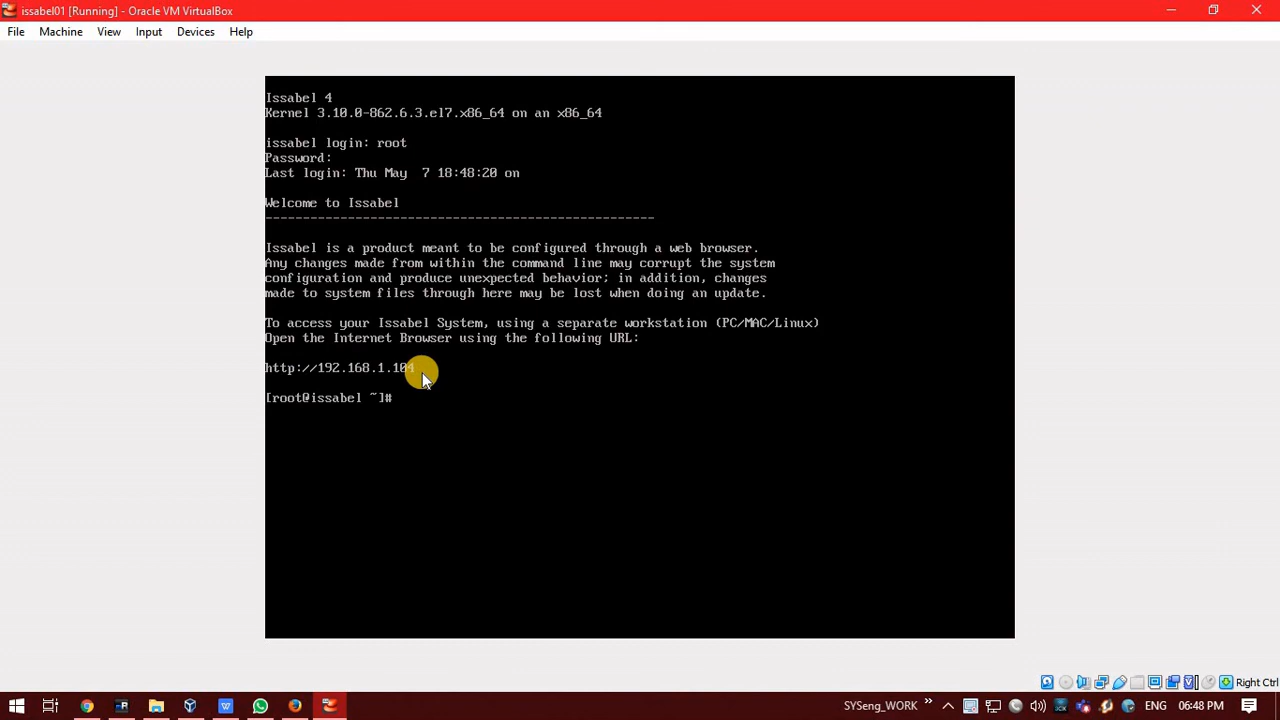 issabel01 [Running] - Oracle VM VirtualBox
File Machine View Input Devices Help
Issabel 4
Kernel 3.10.0-862.6.3.el7.x86_64 on an x86_64
issabel login: root
Password:
Last login: Thu May  7 18:48:20 on
Welcome to Issabel
----------------------------------------------------
Issabel is a product meant to be configured through a web browser.
Any changes made from within the command line may corrupt the system
configuration and produce unexpected behavior; in addition, changes
made to system files through here may be lost when doing an update.
To access your Issabel System, using a separate workstation (PC/MAC/Linux)
Open the Internet Browser using the following URL:
http://192.168.1.104
[root@issabel ~]#
Right Ctrl
SYSeng_WORK » ENG 06:48 PM